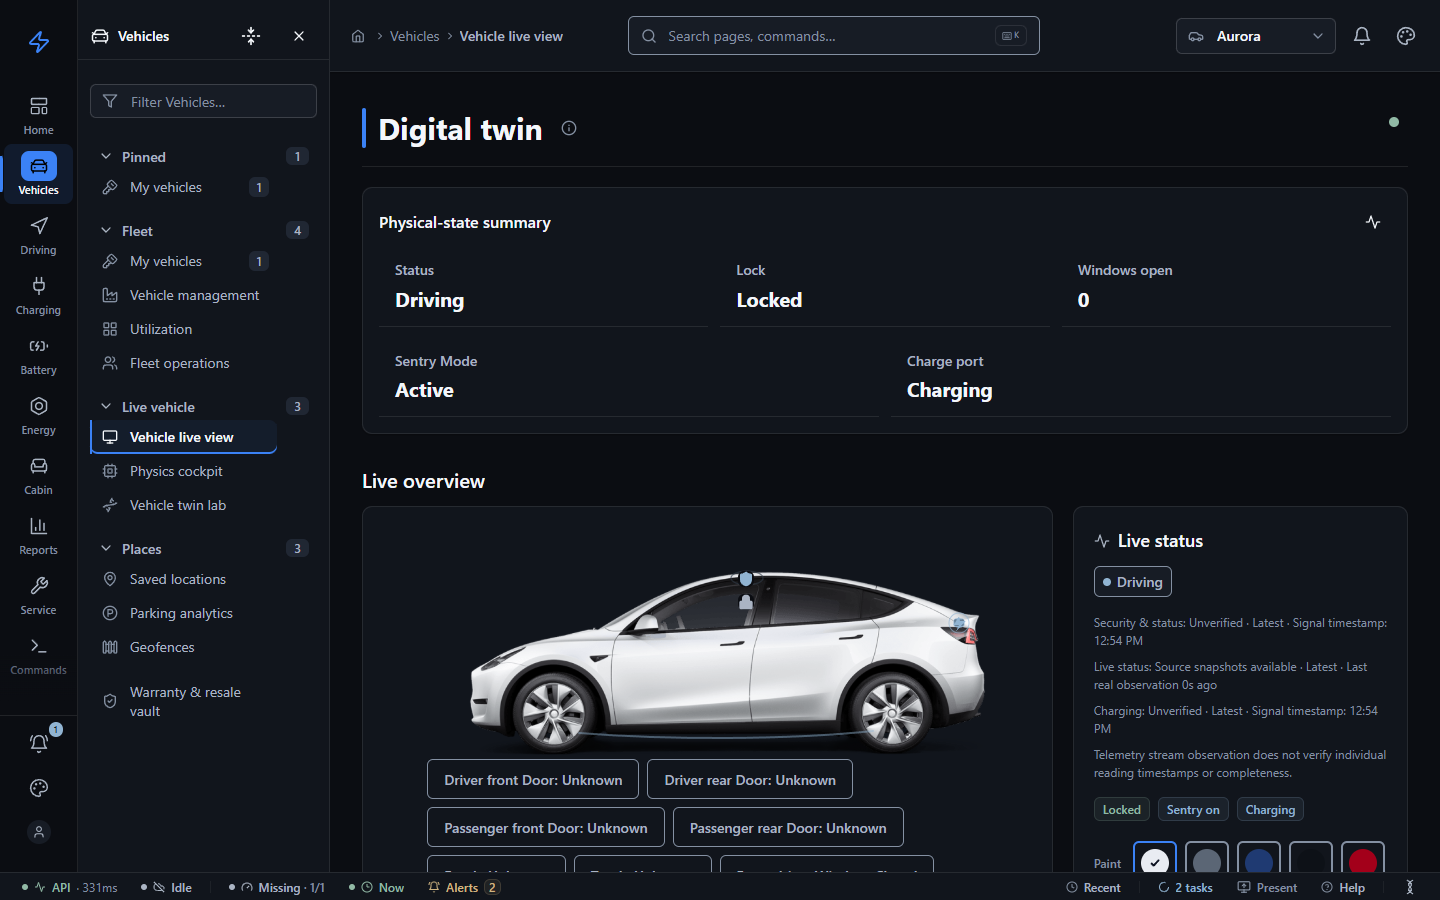 Vehicles
Vehicles
Vehicle live view
Search pages, commands...
K
Aurora
Home
Vehicles
Driving
Charging
Battery
Energy
Cabin
Reports
Service
Commands
1
Filter Vehicles...
Pinned
1
My vehicles
1
Fleet
4
My vehicles
1
Vehicle management
Utilization
Fleet operations
Live vehicle
3
Vehicle live view
Physics cockpit
Vehicle twin lab
Places
3
Saved locations
Parking analytics
Geofences
Warranty & resale
vault
Digital twin
Physical-state summary
Status
Driving
Lock
Locked
Windows open
0
Sentry Mode
Active
Charge port
Charging
Live overview
Driver front Door: Unknown
Driver rear Door: Unknown
Passenger front Door: Unknown
Passenger rear Door: Unknown
Live status
Driving
Security & status: Unverified · Latest · Signal timestamp:
12:54 PM
Live status: Source snapshots available · Latest · Last
real observation 0s ago
Charging: Unverified · Latest · Signal timestamp: 12:54
PM
Telemetry stream observation does not verify individual
reading timestamps or completeness.
Locked
Sentry on
Charging
Paint
API · 331ms
Idle
Missing · 1/1
Now
Alerts
2
Recent
2 tasks
Present
Help